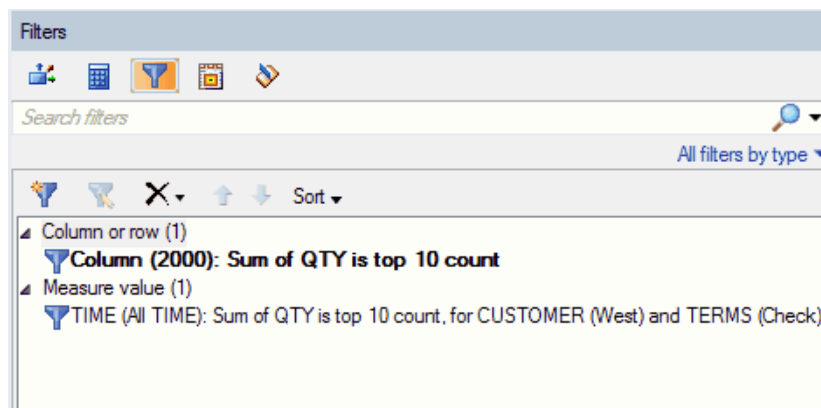 Filters
Search filters
All filters by type
Sort
Column or row (1)
Column (2000): Sum of QTY is top 10 count
Measure value (1)
TIME (All TIME): Sum of QTY is top 10 count, for CUSTOMER (West) and TERMS (Check)